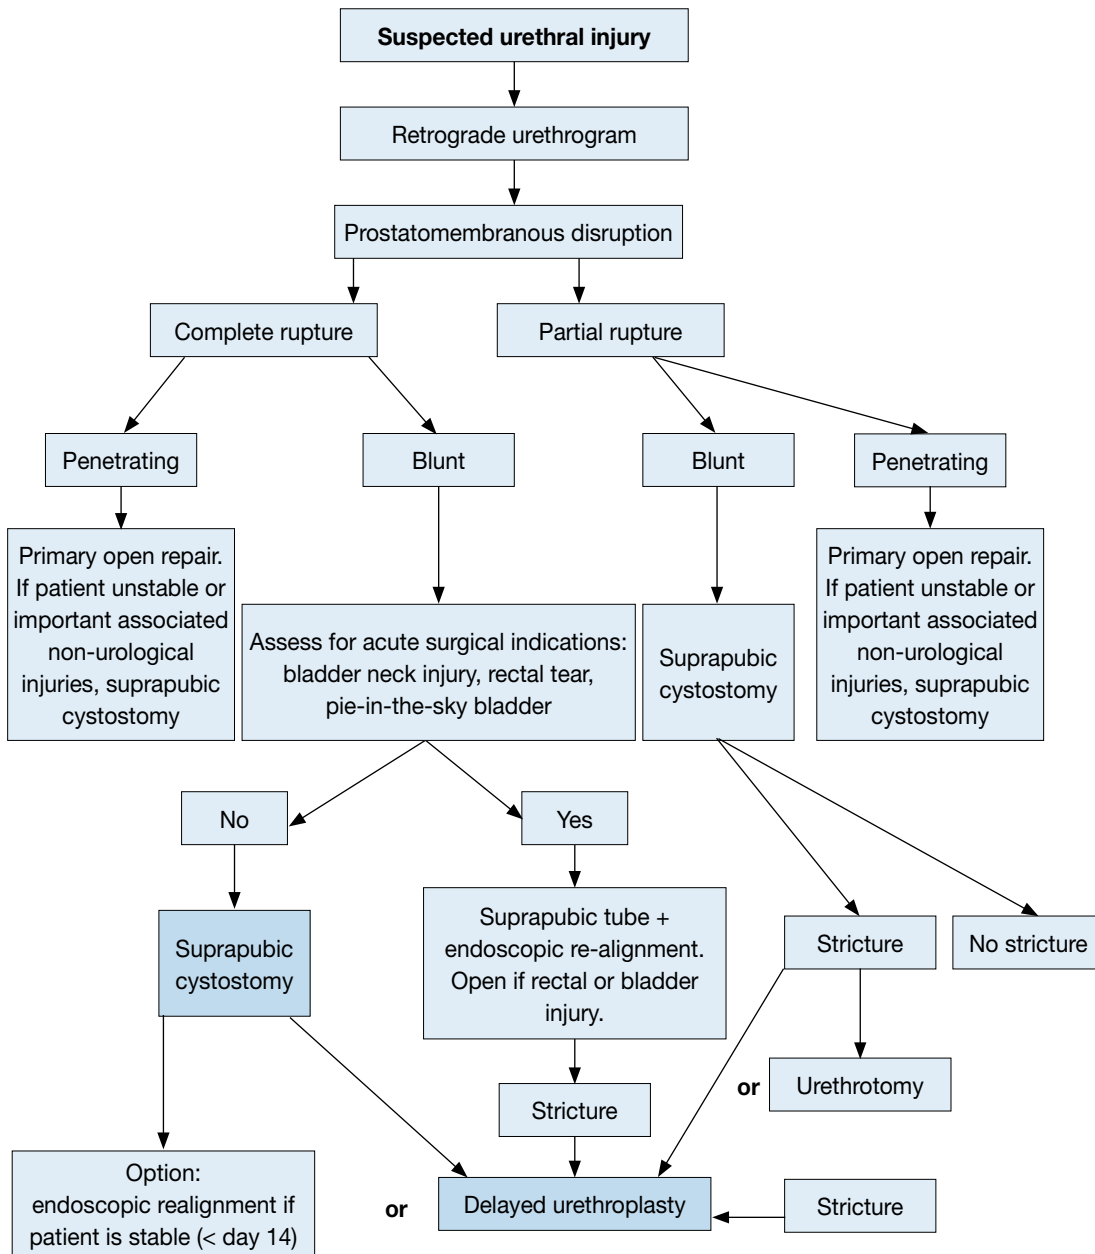 Suspected urethral injury
Retrograde urethrogram
Prostatomembranous disruption
Complete rupture
Partial rupture
Penetrating
Blunt
Blunt
Penetrating
Primary open repair.
If patient unstable or
important associated
non-urological
injuries, suprapubic
cystostomy
Assess for acute surgical indications:
bladder neck injury, rectal tear,
pie-in-the-sky bladder
Suprapubic
cystostomy
Primary open repair.
If patient unstable or
important associated
non-urological
injuries, suprapubic
cystostomy
No
Yes
Suprapubic
cystostomy
Suprapubic tube +
endoscopic re-alignment.
Open if rectal or bladder
injury.
Stricture
No stricture
or
Urethrotomy
Stricture
Option:
endoscopic realignment if
patient is stable (< day 14)
or
Delayed urethroplasty
Stricture